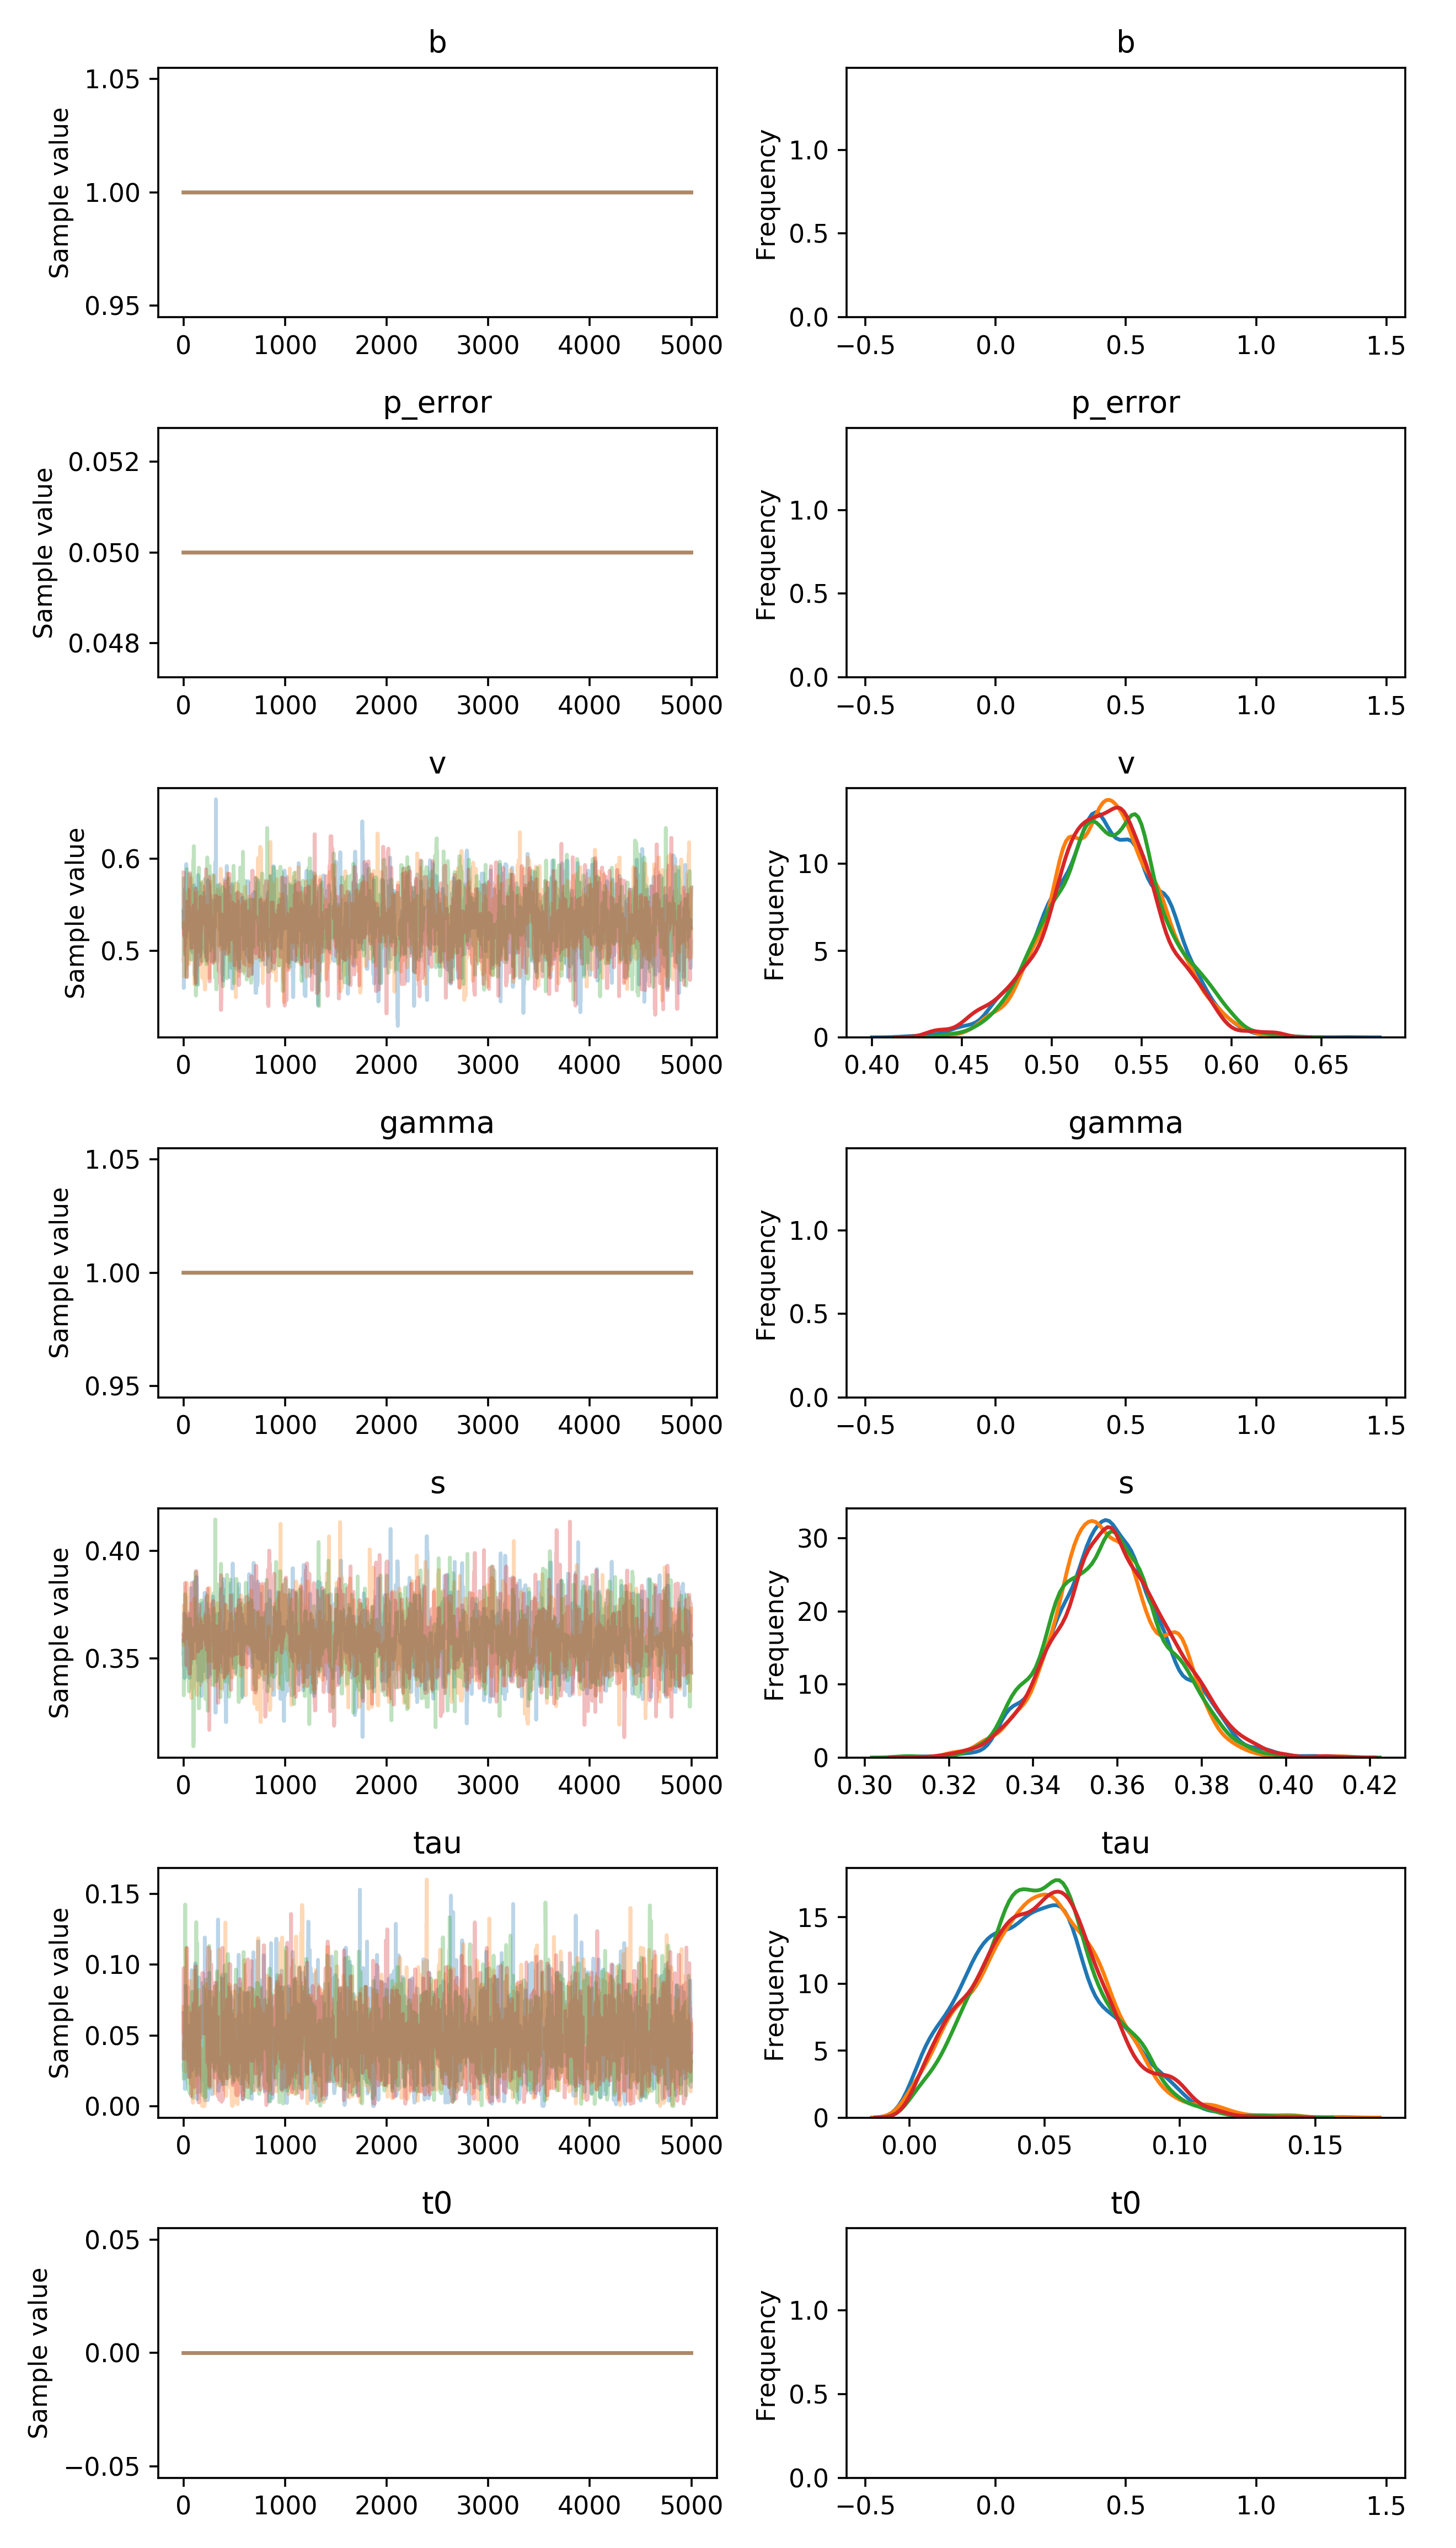 b b
Sample value 1.05 1.00 0.95 Frequency 1.0 0.5 0.0
0 1000 2000 3000 4000 5000 −0.5 0.0 0.5 1.0 1.5
p_error p_error
Sample value 0.052 0.050 0.048 Frequency 1.0 0.5 0.0
0 1000 2000 3000 4000 5000 −0.5 0.0 0.5 1.0 1.5
v v
Sample value 0.6 0.5 Frequency 10 5 0
0 1000 2000 3000 4000 5000 0.40 0.45 0.50 0.55 0.60 0.65
gamma gamma
Sample value 1.05 1.00 0.95 Frequency 1.0 0.5 0.0
0 1000 2000 3000 4000 5000 −0.5 0.0 0.5 1.0 1.5
s s
Sample value 0.40 0.35 Frequency 30 20 10 0
0 1000 2000 3000 4000 5000 0.30 0.32 0.34 0.36 0.38 0.40 0.42
tau tau
Sample value 0.15 0.10 0.05 0.00 Frequency 15 10 5 0
0 1000 2000 3000 4000 5000 0.00 0.05 0.10 0.15
t0 t0
Sample value 0.05 0.00 −0.05 Frequency 1.0 0.5 0.0
0 1000 2000 3000 4000 5000 −0.5 0.0 0.5 1.0 1.5